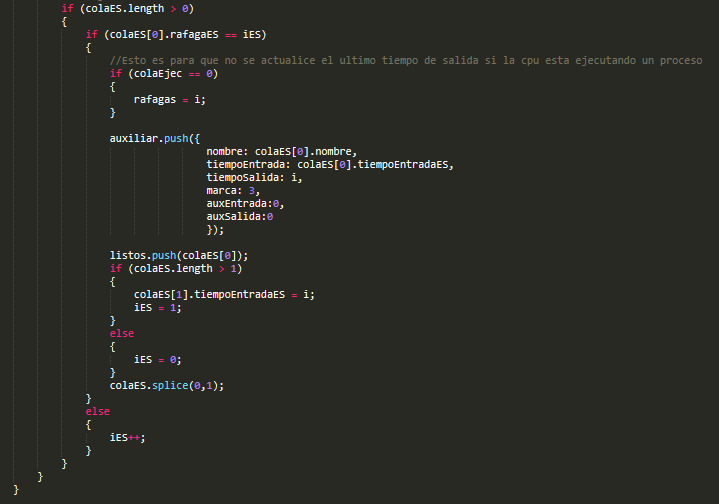 if (colaES.length > 0)
{
if (colaES[0].rafagaES == iES)
{
//Esto es para que no se actualice el ultimo tiempo de salida si la cpu esta ejecutando un proceso
if (colaEjec == 0)
{
rafagas = i;
}
auxiliar.push({
nombre: colaES[0].nombre,
tiempoEntrada: colaES[0].tiempoEntradaES,
tiempoSalida: i,
marca: 3,
auxEntrada:0,
auxSalida:0
});
listos.push(colaES[0]);
if (colaES.length > 1)
{
colaES[1].tiempoEntradaES = i;
iES = 1;
}
else
{
iES = 0;
}
colaES.splice(0,1);
}
else
{
iES++;
}
}
}
}